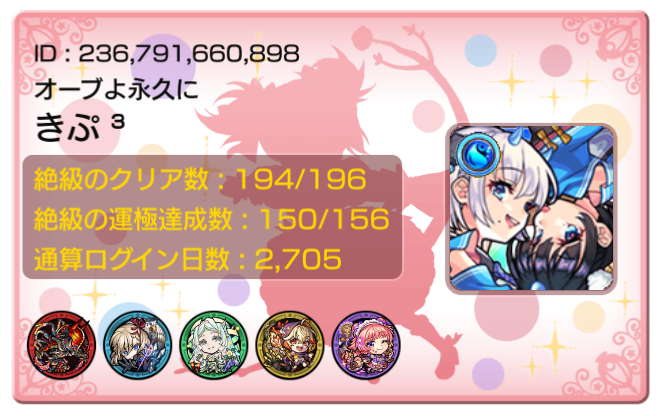 ID : 236,791,660,898
オーブよ永久に
きぷ ³
絶級のクリア数 : 194/196
絶級の運極達成数 : 150/156
通算ログイン日数 : 2,705